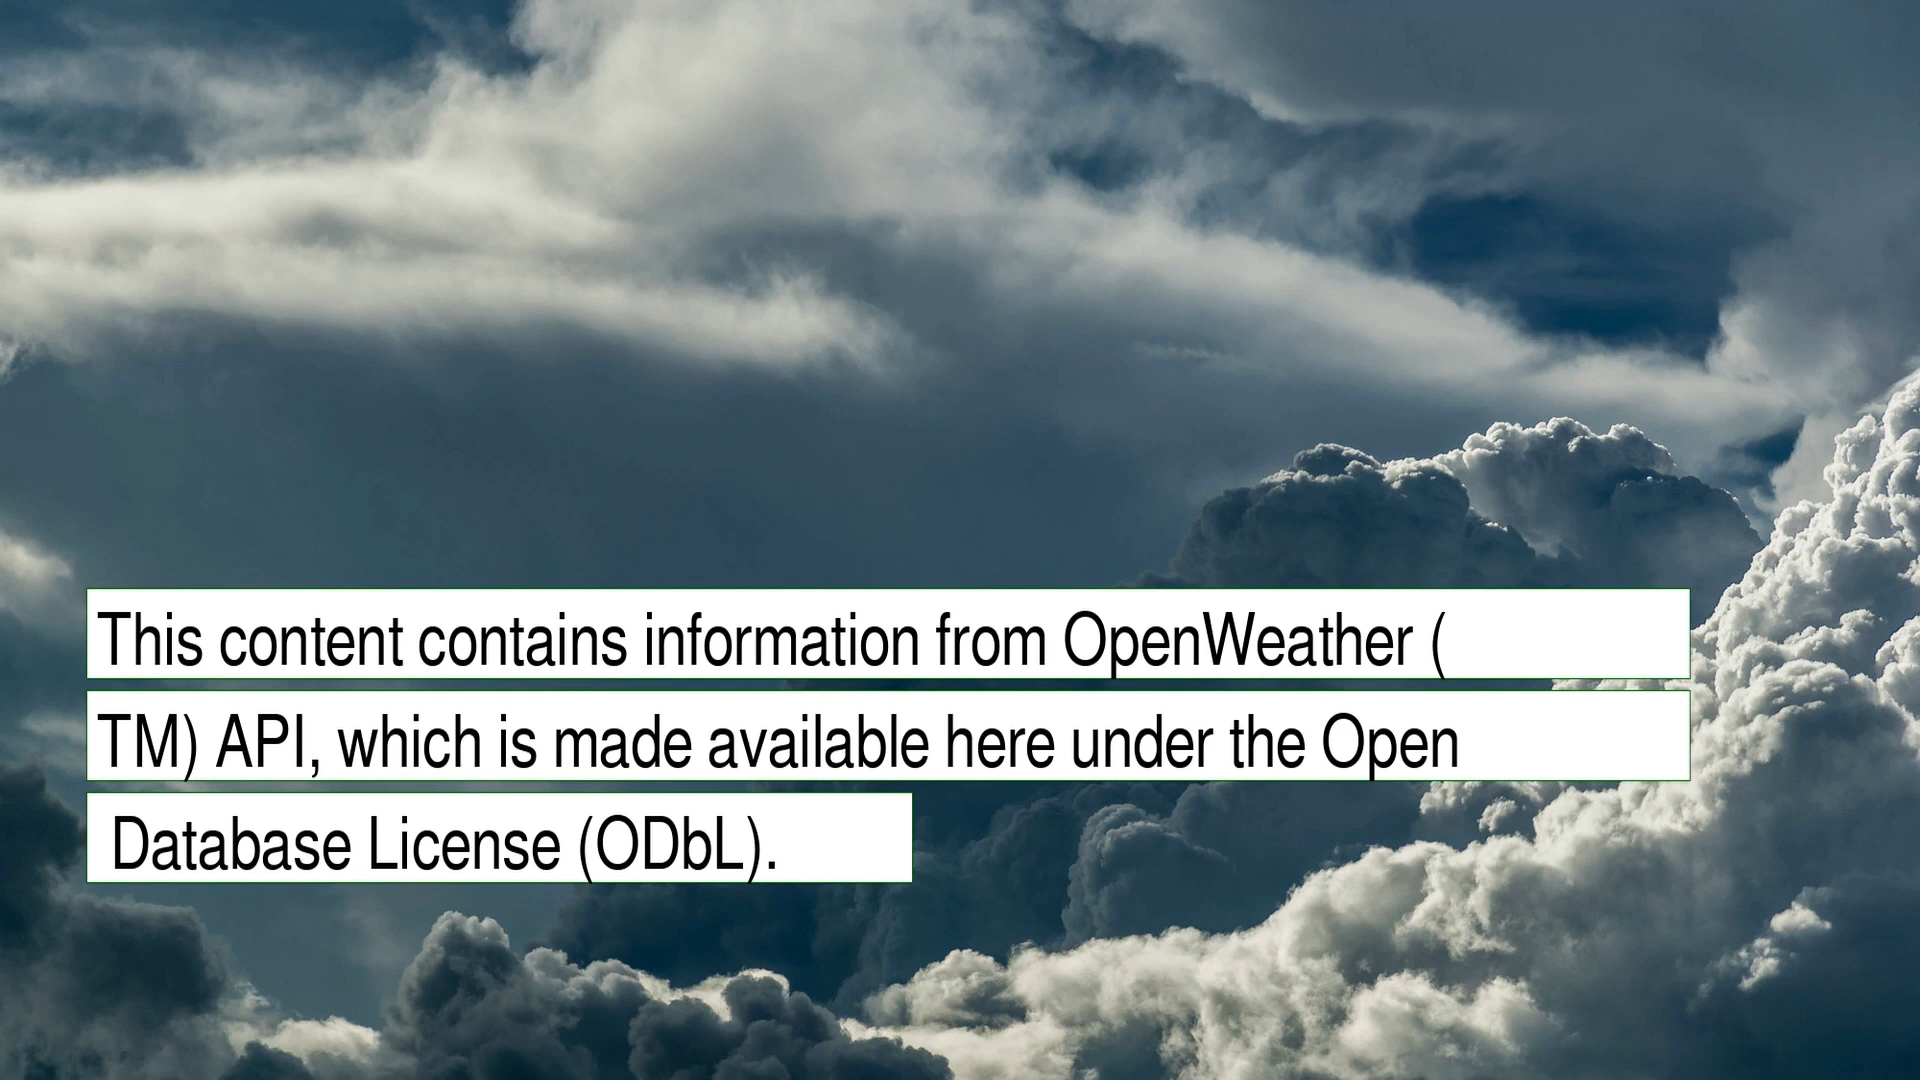 This content contains information from OpenWeather (
TM) API, which is made available here under the Open
Database License (ODbL).